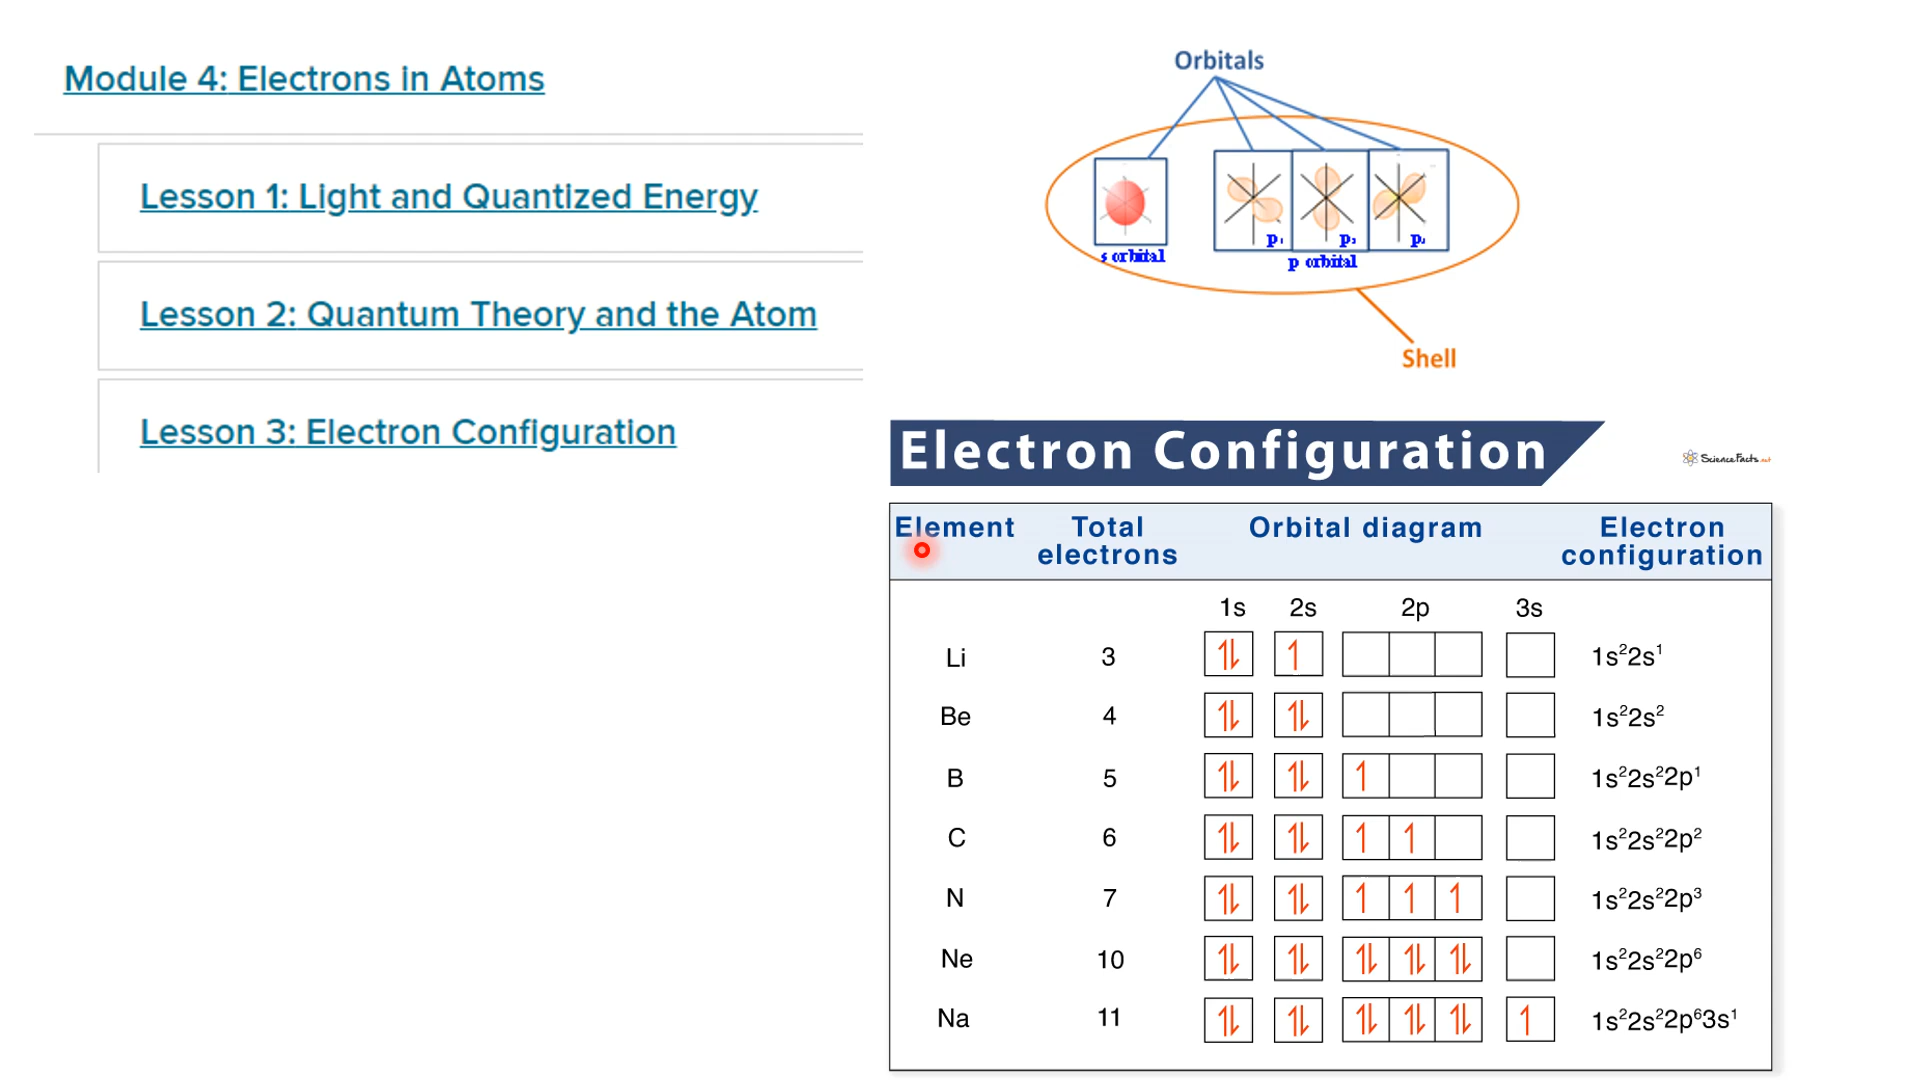 Module 4: Electrons in Atoms
Lesson 1: Light and Quantized Energy
Lesson 2: Quantum Theory and the Atom
Lesson 3: Electron Configuration
Orbitals
s orbital
p p p
p orbital
Shell
Electron Configuration
ScienceFacts.net
Element Total electrons Orbital diagram Electron configuration
1s 2s 2p 3s
Li 3 1s²2s¹
Be 4 1s²2s²
B 5 1s²2s²2p¹
C 6 1s²2s²2p²
N 7 1s²2s²2p³
Ne 10 1s²2s²2p⁶
Na 11 1s²2s²2p⁶3s¹